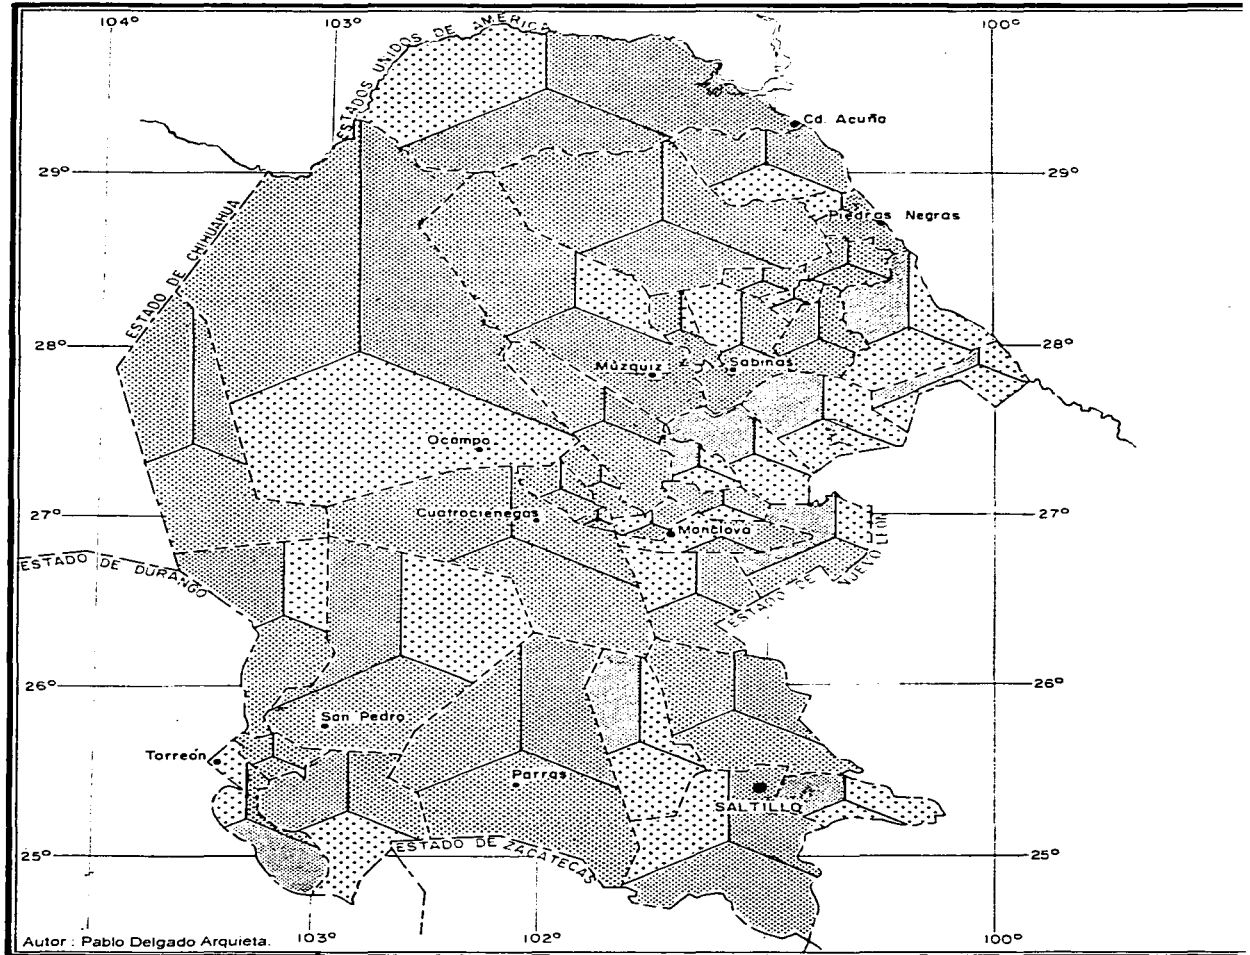 104°
103°
100°
ESTADOS UNIDOS DE AMÉRICA
Cd. Acuña
29°
29°
Piedras Negras
ESTADO DE CHIHUAHUA
28°
28°
Múzquiz
Sabinas
Ocampo
27°
Cuatrociénegas
Monclova
27°
ESTADO DE DURANGO
ESTADO DE NUEVO LEON
26°
26°
San Pedro
Torreón
Parras
SALTILLO
25°
ESTADO DE ZACATECAS
25°
Autor : Pablo Delgado Arquieta.
103°
102°
100°